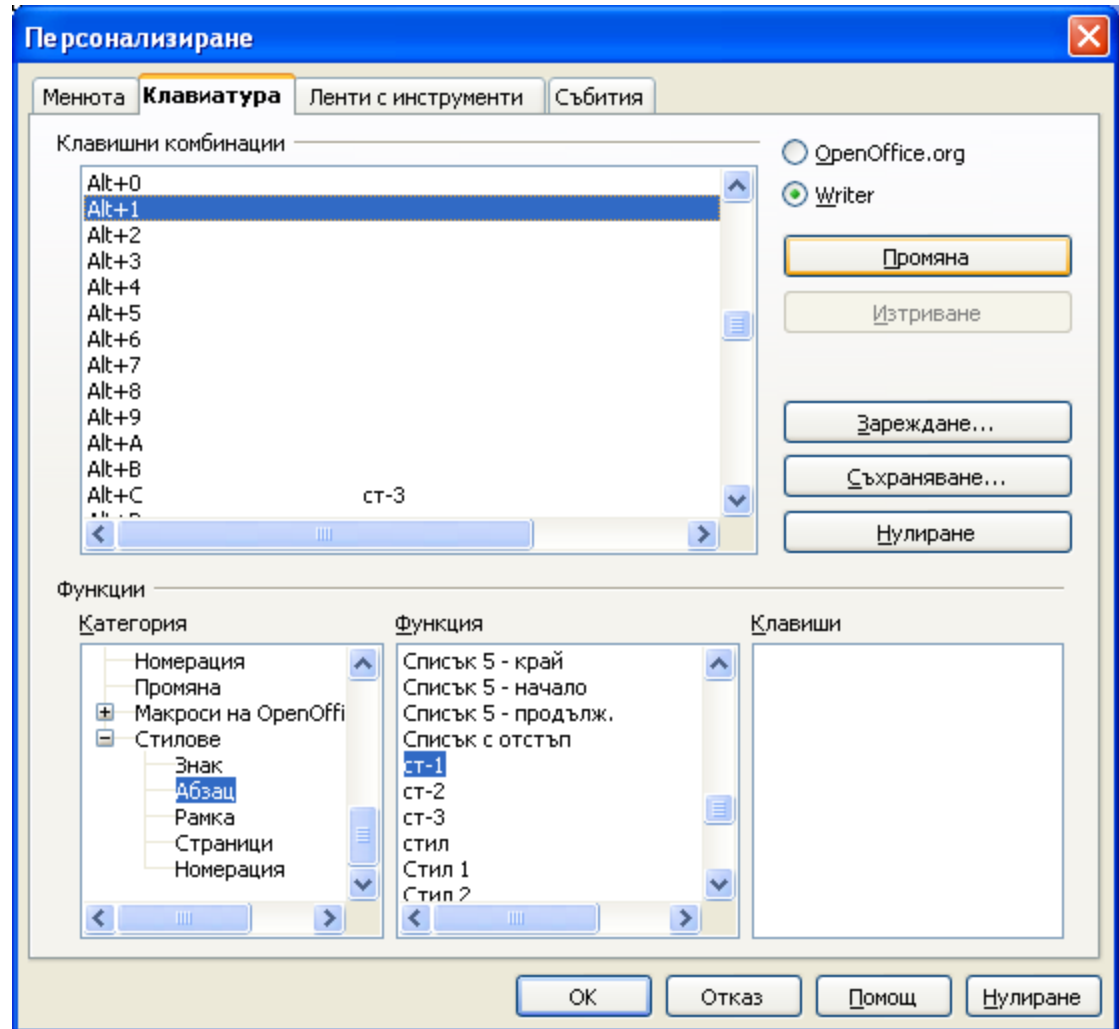 Персонализиране
Менюта Клавиатура Ленти с инструменти Събития
Клавишни комбинации
Alt+0
Alt+1
Alt+2
Alt+3
Alt+4
Alt+5
Alt+6
Alt+7
Alt+8
Alt+9
Alt+A
Alt+B
Alt+C ст-3
OpenOffice.org
Writer
Промяна
Изтриване
Зареждане...
Съхраняване...
Нулиране
Функции
Категория
Номерация
Промяна
Макроси на OpenOffi
Стилове
Знак
Абзац
Рамка
Страници
Номерация
Функция
Списък 5 - край
Списък 5 - начало
Списък 5 - продълж.
Списък с отстъп
ст-1
ст-2
ст-3
стил
Стил 1
Стил 2
Клавиши
OK Отказ Помощ Нулиране